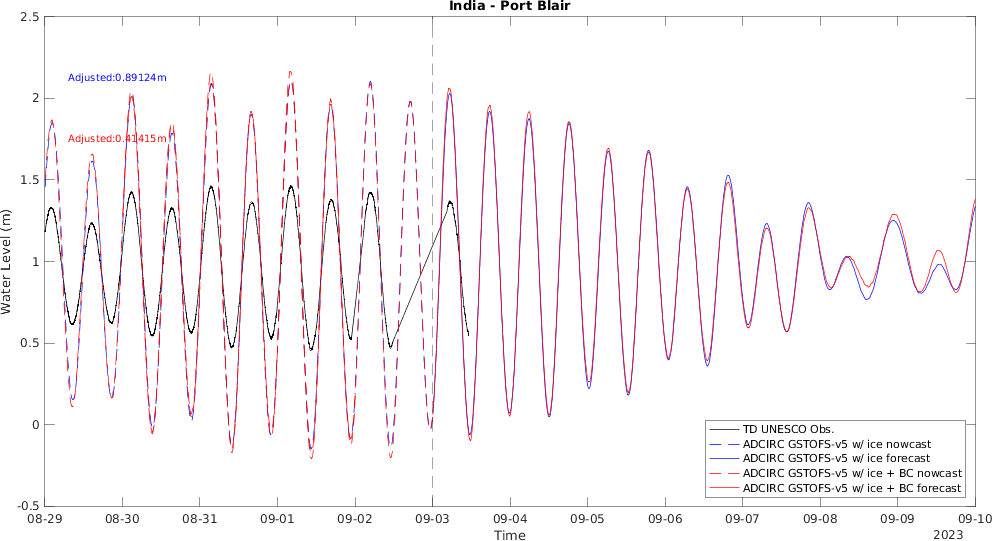 India - Port Blair
2.5
2
1.5
1
0.5
0
-0.5
Water Level (m)
Adjusted:0.89124m
Adjusted:0.41415m
TD UNESCO Obs.
ADCIRC GSTOFS-v5 w/ ice nowcast
ADCIRC GSTOFS-v5 w/ ice forecast
ADCIRC GSTOFS-v5 w/ ice + BC nowcast
ADCIRC GSTOFS-v5 w/ ice + BC forecast
08-29 08-30 08-31 09-01 09-02 09-03 09-04 09-05 09-06 09-07 09-08 09-09 09-10
Time
2023